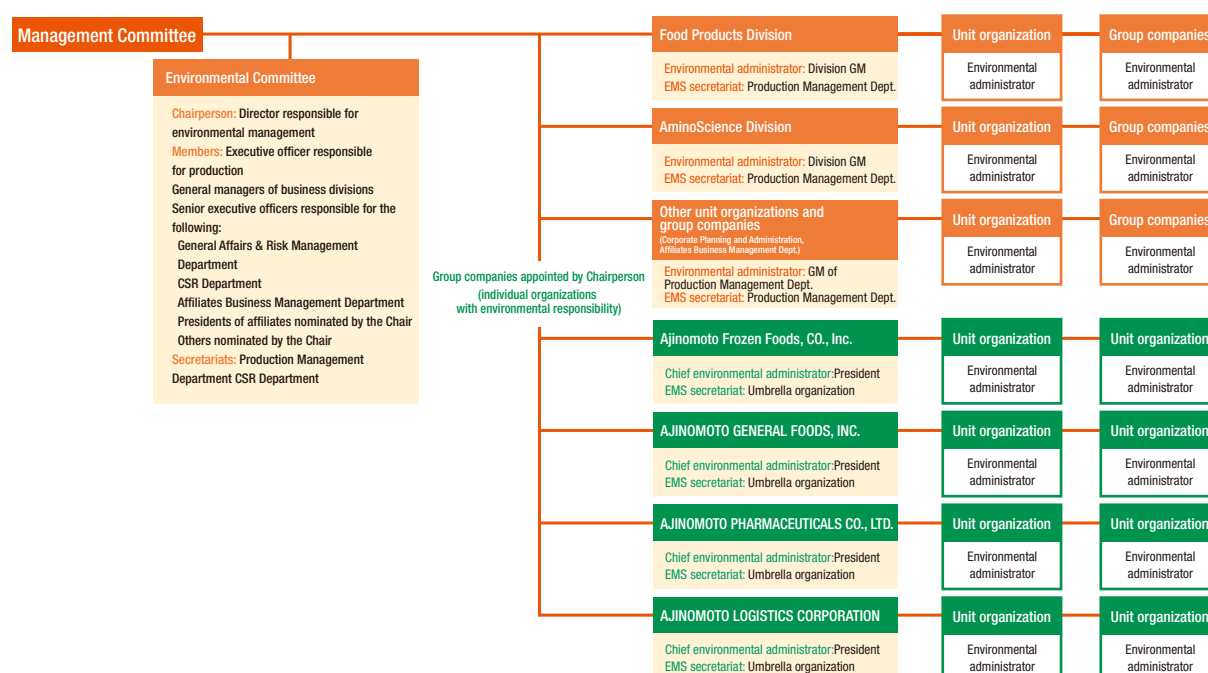 Management Committee
Environmental Committee
Chairperson: Director responsible for
environmental management
Members: Executive officer responsible
for production
General managers of business divisions
Senior executive officers responsible for the
following:
General Affairs & Risk Management
Department
CSR Department
Affiliates Business Management Department
Presidents of affiliates nominated by the Chair
Others nominated by the Chair
Secretariats: Production Management
Department CSR Department
Group companies appointed by Chairperson
(individual organizations
with environmental responsibility)
Food Products Division
Environmental administrator: Division GM
EMS secretariat: Production Management Dept.
Unit organization
Environmental
administrator
Group companies
Environmental
administrator
AminoScience Division
Environmental administrator: Division GM
EMS secretariat: Production Management Dept.
Unit organization
Environmental
administrator
Group companies
Environmental
administrator
Other unit organizations and
group companies
(Corporate Planning and Administration,
Affiliates Business Management Dept.)
Environmental administrator: GM of
Production Management Dept.
EMS secretariat: Production Management Dept.
Unit organization
Environmental
administrator
Group companies
Environmental
administrator
Ajinomoto Frozen Foods, CO., Inc.
Chief environmental administrator:President
EMS secretariat: Umbrella organization
Unit organization
Environmental
administrator
Unit organization
Environmental
administrator
AJINOMOTO GENERAL FOODS, INC.
Chief environmental administrator:President
EMS secretariat: Umbrella organization
Unit organization
Environmental
administrator
Unit organization
Environmental
administrator
AJINOMOTO PHARMACEUTICALS CO., LTD.
Chief environmental administrator:President
EMS secretariat: Umbrella organization
Unit organization
Environmental
administrator
Unit organization
Environmental
administrator
AJINOMOTO LOGISTICS CORPORATION
Chief environmental administrator:President
EMS secretariat: Umbrella organization
Unit organization
Environmental
administrator
Unit organization
Environmental
administrator